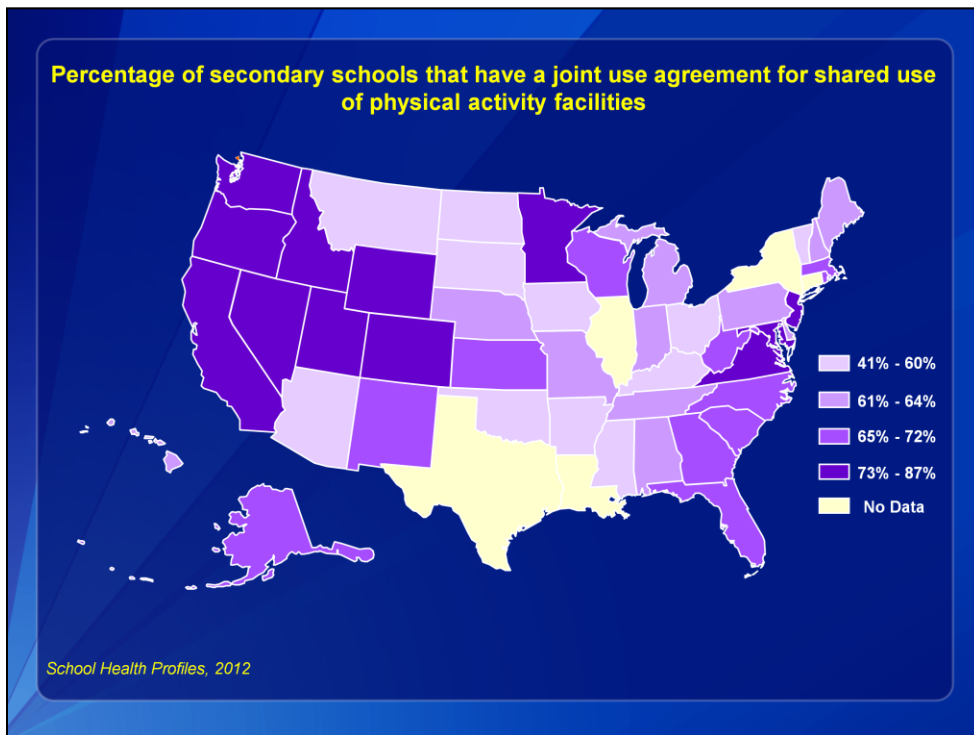 Percentage of secondary schools that have a joint use agreement for shared use
of physical activity facilities
41% - 60%
61% - 64%
65% - 72%
73% - 87%
No Data
School Health Profiles, 2012